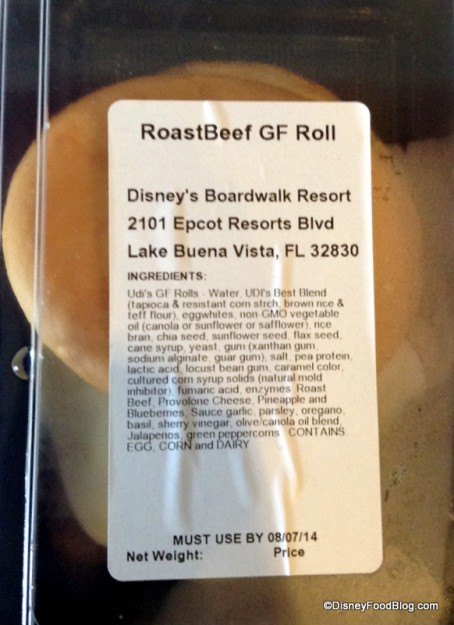 RoastBeef GF Roll
Disney's Boardwalk Resort
2101 Epcot Resorts Blvd
Lake Buena Vista, FL 32830
INGREDIENTS:
Udi's GF Rolls - Water, UDI's Best Blend
(tapioca & resistant corn strch, brown rice &
teff flour), eggwhites, non-GMO vegetable
oil (canola or sunflower or safflower), rice
bran, chia seed, sunflower seed, flax seed,
cane syrup, yeast, gum (xanthan gum,
sodium alginate, guar gum), salt, pea protein,
lactic acid, locust bean gum, caramel color,
cultured corn syrup solids (natural mold
inhibitor), fumaric acid, enzymes, Roast
Beef, Provolone Cheese, Pineapple and
Blueberries, Sauce garlic, parsley, oregano,
basil, sherry vinegar, olive/canola oil blend,
Jalapenos, green peppercorns CONTAINS
EGG, CORN and DAIRY
MUST USE BY 08/07/14
Net Weight: Price
©DisneyFoodBlog.com